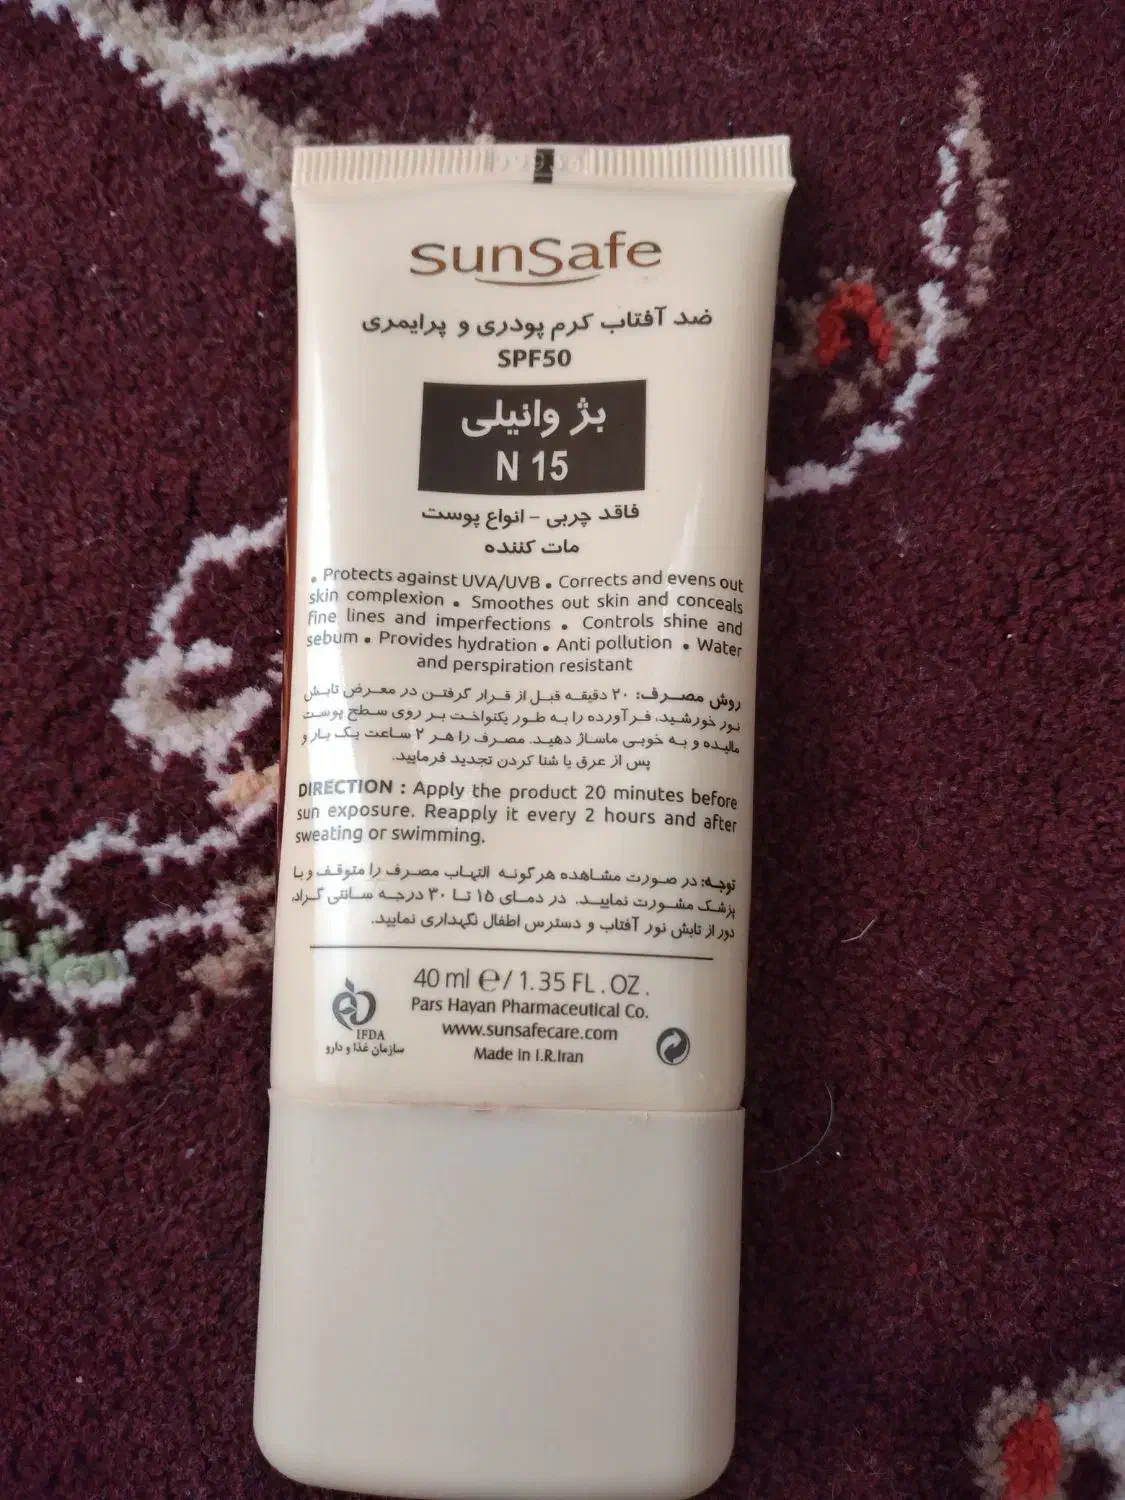 sunSafe
ضد آفتاب کرم پودری و پرایمری
SPF50
بژ وانیلی
N 15
فاقد چربی - انواع پوست
مات کننده
• Protects against UVA/UVB • Corrects and evens out
skin complexion • Smoothes out skin and conceals
fine lines and imperfections • Controls shine and
sebum • Provides hydration • Anti pollution • Water
and perspiration resistant
روش مصرف: ۲۰ دقیقه قبل از قرار گرفتن در معرض تابش
نور خورشید، فرآورده را به طور یکنواخت بر روی سطح پوست
مالیده و به خوبی ماساژ دهید. مصرف را هر ۲ ساعت یک بار و
پس از عرق یا شنا کردن تجدید فرمایید.
DIRECTION : Apply the product 20 minutes before
sun exposure. Reapply it every 2 hours and after
sweating or swimming.
توجه: در صورت مشاهده هرگونه التهاب مصرف را متوقف و با
پزشک مشورت نمایید. در دمای ۱۵ تا ۳۰ درجه سانتی گراد،
دور از تابش نور آفتاب و دسترس اطفال نگهداری نمایید.
40 ml ℮/ 1.35 FL. OZ.
Pars Hayan Pharmaceutical Co.
www.sunsafecare.com
Made in I.R.Iran
IFDA
سازمان غذا و دارو